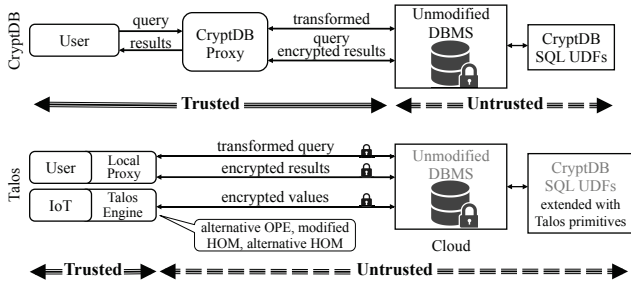 CryptDB
User
query
results
CryptDB
Proxy
transformed
query
encrypted results
Unmodified
DBMS
CryptDB
SQL UDFs
Trusted
Untrusted
Talos
User
Local
Proxy
IoT
Talos
Engine
transformed query
encrypted results
encrypted values
alternative OPE, modified
HOM, alternative HOM
Unmodified
DBMS
Cloud
CryptDB
SQL UDFs
extended with
Talos primitives
Trusted
Untrusted